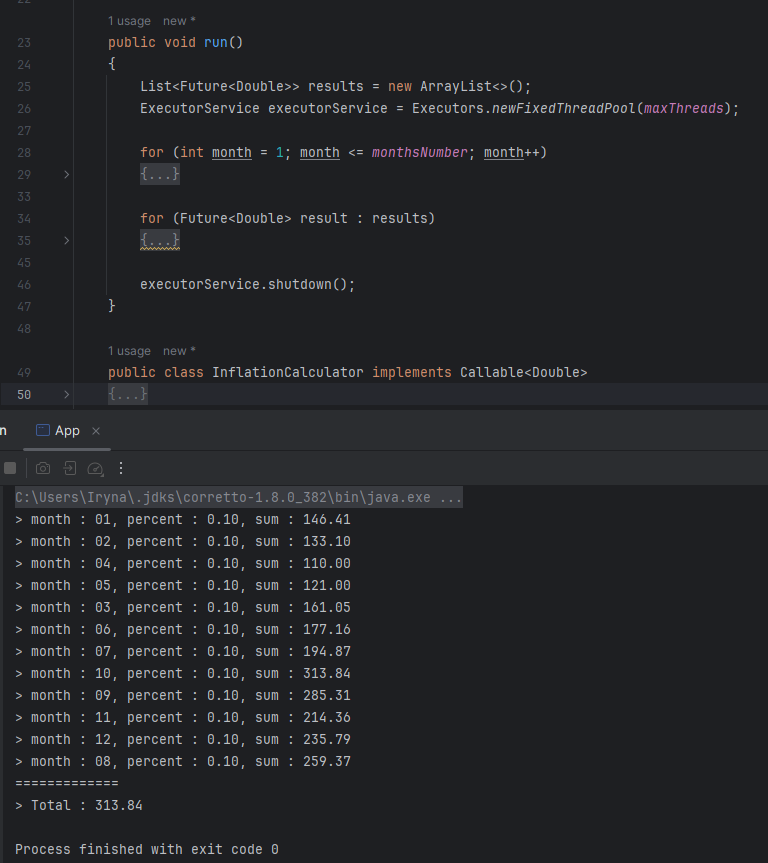 22
1 usage new *
23 public void run()
24 {
25 List<Future<Double>> results = new ArrayList<>();
26 ExecutorService executorService = Executors.newFixedThreadPool(maxThreads);
27
28 for (int month = 1; month <= monthsNumber; month++)
29 {...}
33
34 for (Future<Double> result : results)
35 {...}
45
46 executorService.shutdown();
47 }
48
1 usage new *
49 public class InflationCalculator implements Callable<Double>
50 {...}
n App ×
C:\Users\Iryna\.jdks\corretto-1.8.0_382\bin\java.exe ...
> month : 01, percent : 0.10, sum : 146.41
> month : 02, percent : 0.10, sum : 133.10
> month : 04, percent : 0.10, sum : 110.00
> month : 05, percent : 0.10, sum : 121.00
> month : 03, percent : 0.10, sum : 161.05
> month : 06, percent : 0.10, sum : 177.16
> month : 07, percent : 0.10, sum : 194.87
> month : 10, percent : 0.10, sum : 313.84
> month : 09, percent : 0.10, sum : 285.31
> month : 11, percent : 0.10, sum : 214.36
> month : 12, percent : 0.10, sum : 235.79
> month : 08, percent : 0.10, sum : 259.37
=============
> Total : 313.84
Process finished with exit code 0